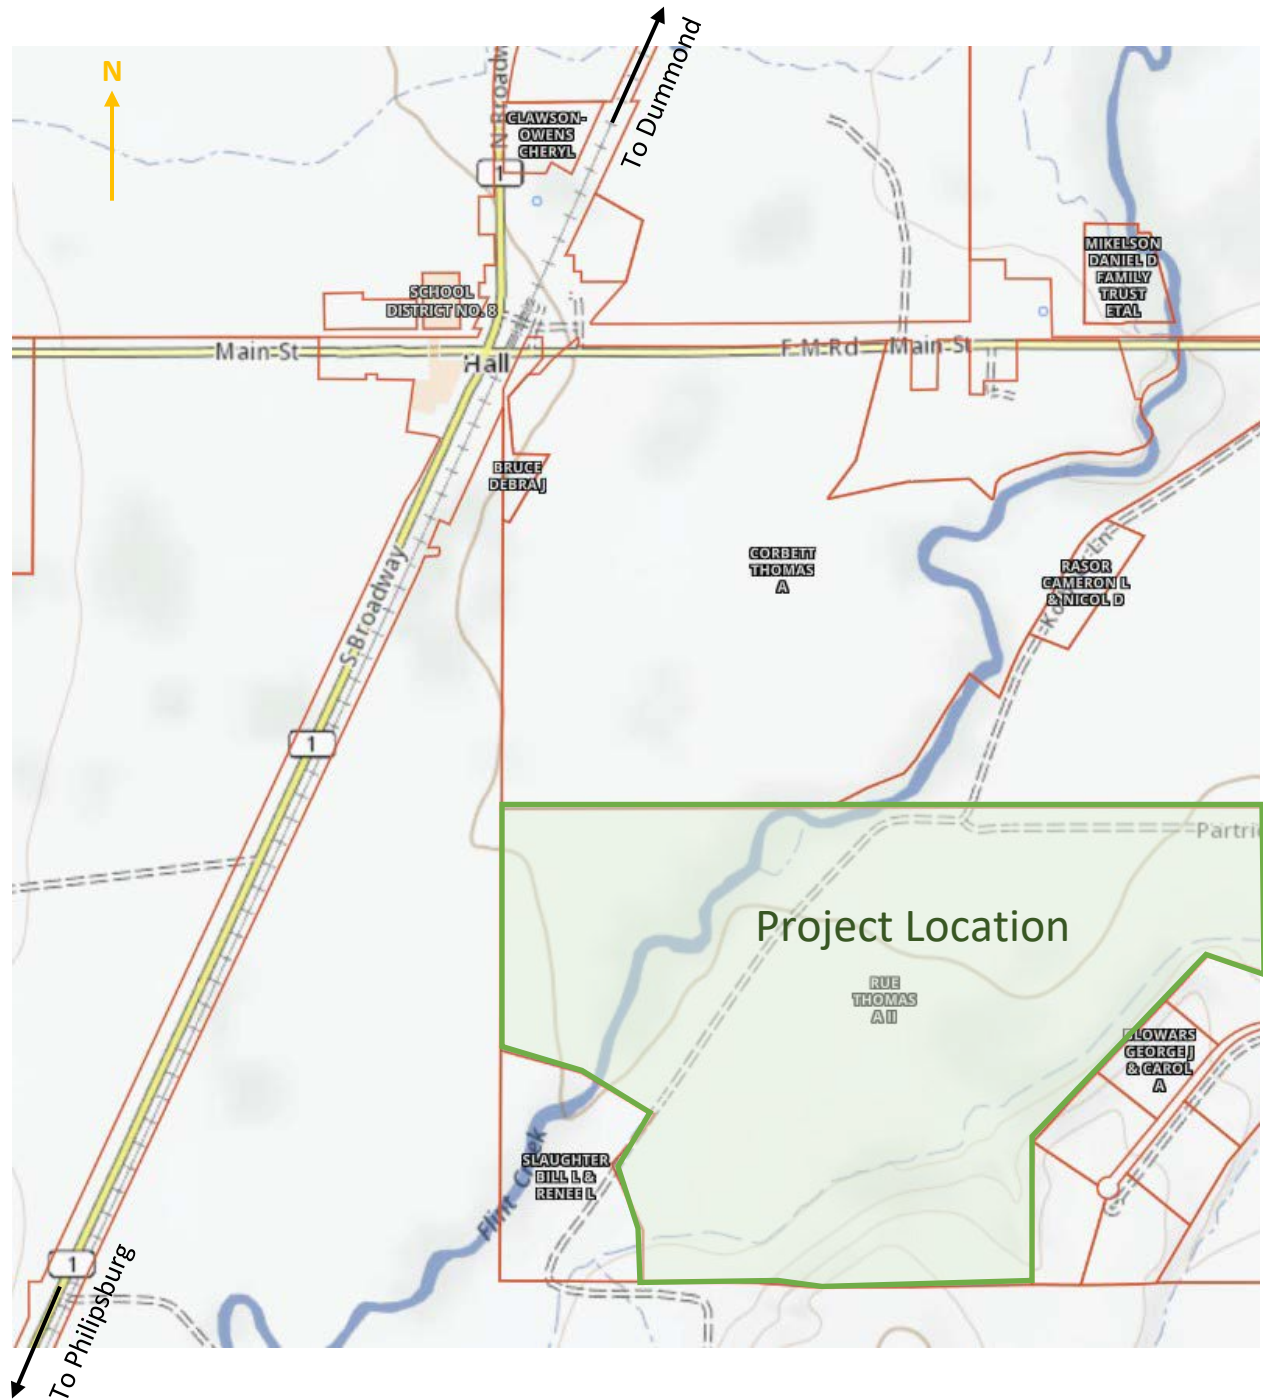 To Dummond
N
N Broadw
CLAWSON-
OWENS
CHERYL
1
MIKELSON
DANIEL D
FAMILY
TRUST
ETAL
SCHOOL
DISTRICT NO. 8
Main St
Hall
F M Rd
Main St
BRUCE
DEBRA J
CORBETT
THOMAS
A
RASOR
CAMERON L
& NICOL D
S Broadway
1
Partri
Project Location
RUE
THOMAS
A II
LOWARS
GEORGE J
& CAROL
A
SLAUGHTER
BILL L &
RENEE L
Flint Creek
1
To Philipsburg